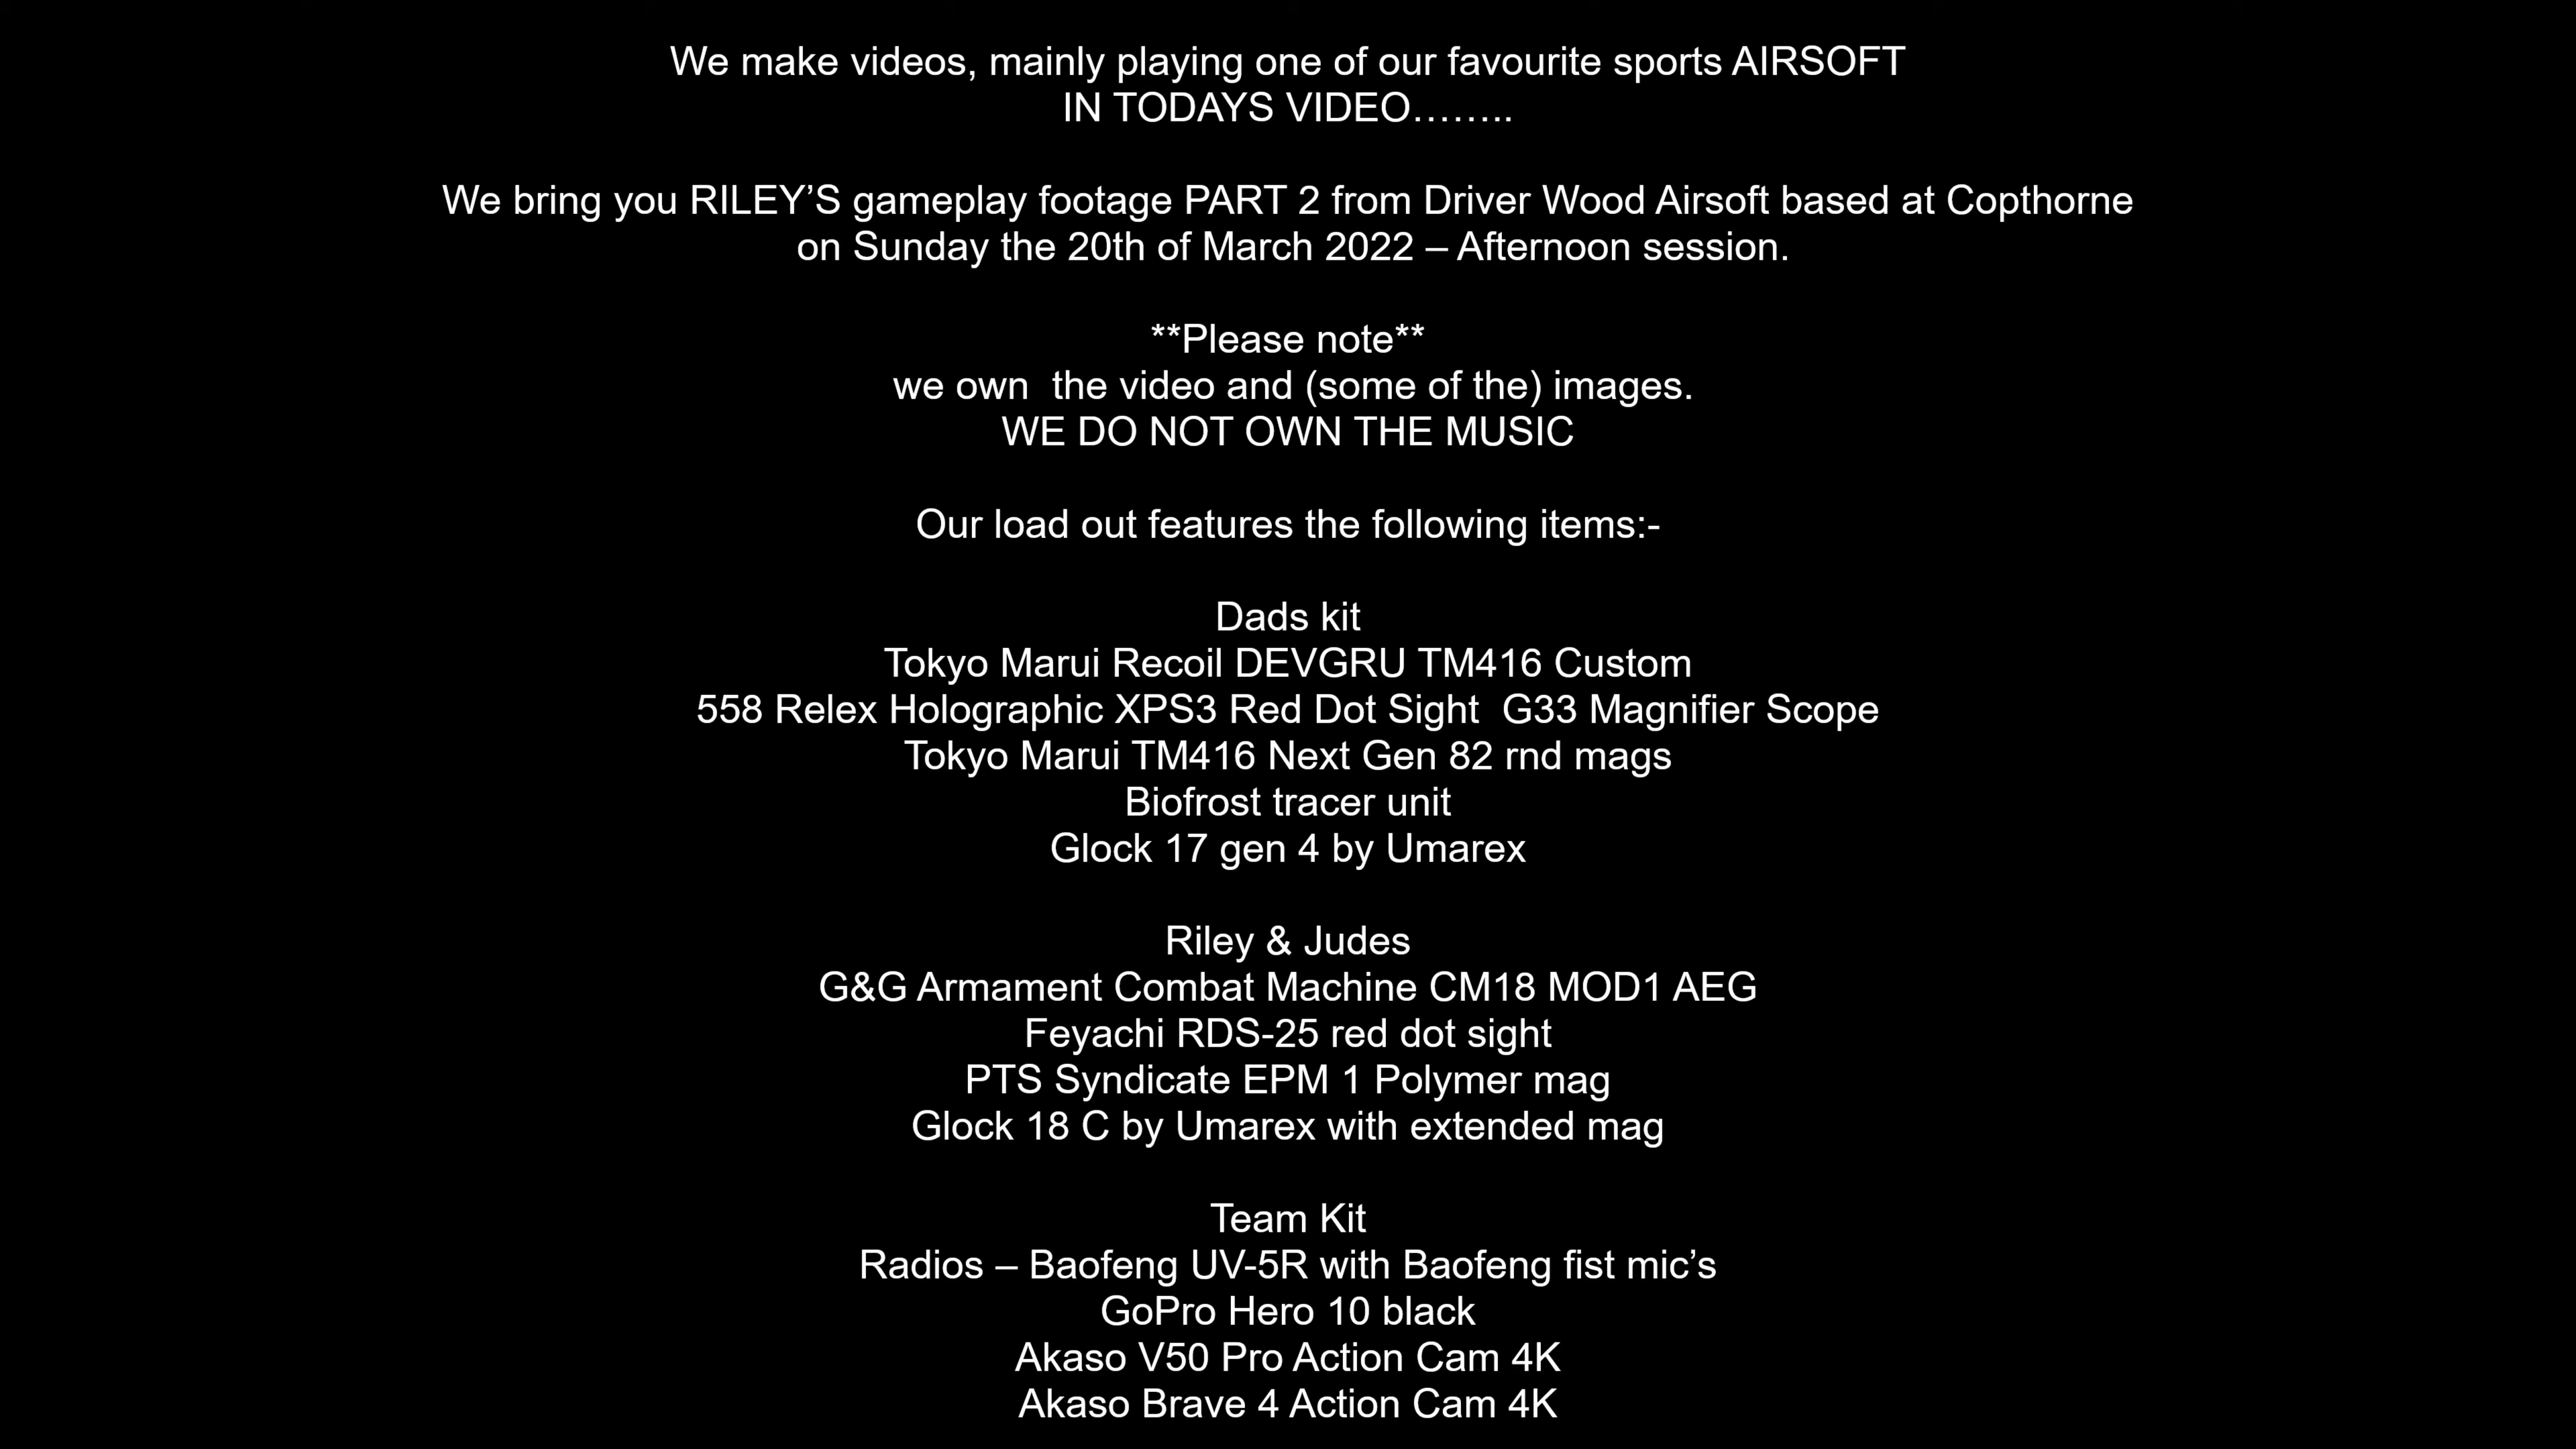 We make videos, mainly playing one of our favourite sports AIRSOFT
IN TODAYS VIDEO……..
We bring you RILEY’S gameplay footage PART 2 from Driver Wood Airsoft based at Copthorne
on Sunday the 20th of March 2022 – Afternoon session.
**Please note**
we own  the video and (some of the) images.
WE DO NOT OWN THE MUSIC
Our load out features the following items:-
Dads kit
Tokyo Marui Recoil DEVGRU TM416 Custom
558 Relex Holographic XPS3 Red Dot Sight  G33 Magnifier Scope
Tokyo Marui TM416 Next Gen 82 rnd mags
Biofrost tracer unit
Glock 17 gen 4 by Umarex
Riley & Judes
G&G Armament Combat Machine CM18 MOD1 AEG
Feyachi RDS-25 red dot sight
PTS Syndicate EPM 1 Polymer mag
Glock 18 C by Umarex with extended mag
Team Kit
Radios – Baofeng UV-5R with Baofeng fist mic’s
GoPro Hero 10 black
Akaso V50 Pro Action Cam 4K
Akaso Brave 4 Action Cam 4K